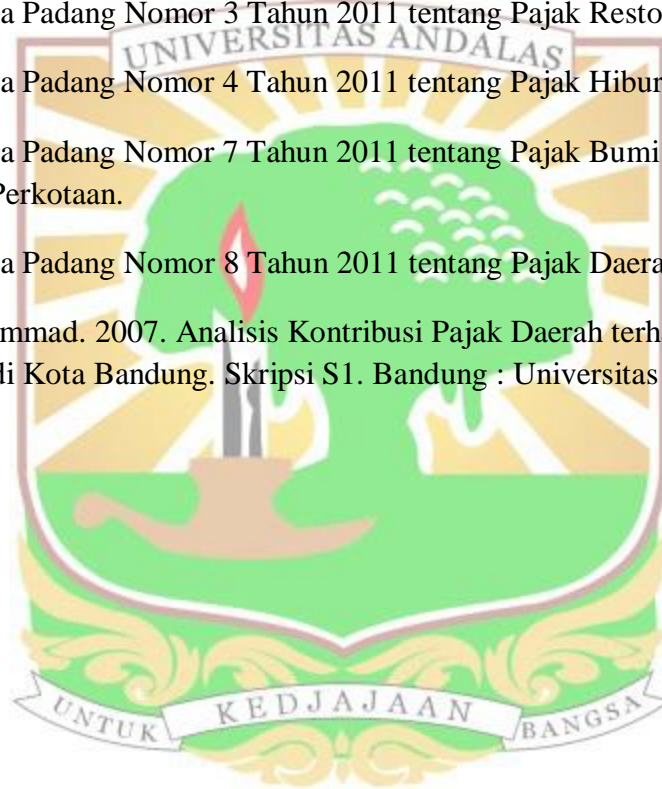 a Padang Nomor 3 Tahun 2011 tentang Pajak Resto
UNIVERSITAS ANDALAS
a Padang Nomor 4 Tahun 2011 tentang Pajak Hibur
a Padang Nomor 7 Tahun 2011 tentang Pajak Bumi
Perkotaan.
a Padang Nomor 8 Tahun 2011 tentang Pajak Daera
mmad. 2007. Analisis Kontribusi Pajak Daerah terha
di Kota Bandung. Skripsi S1. Bandung : Universitas
UNTUK KEDJAJAAN BANGSA